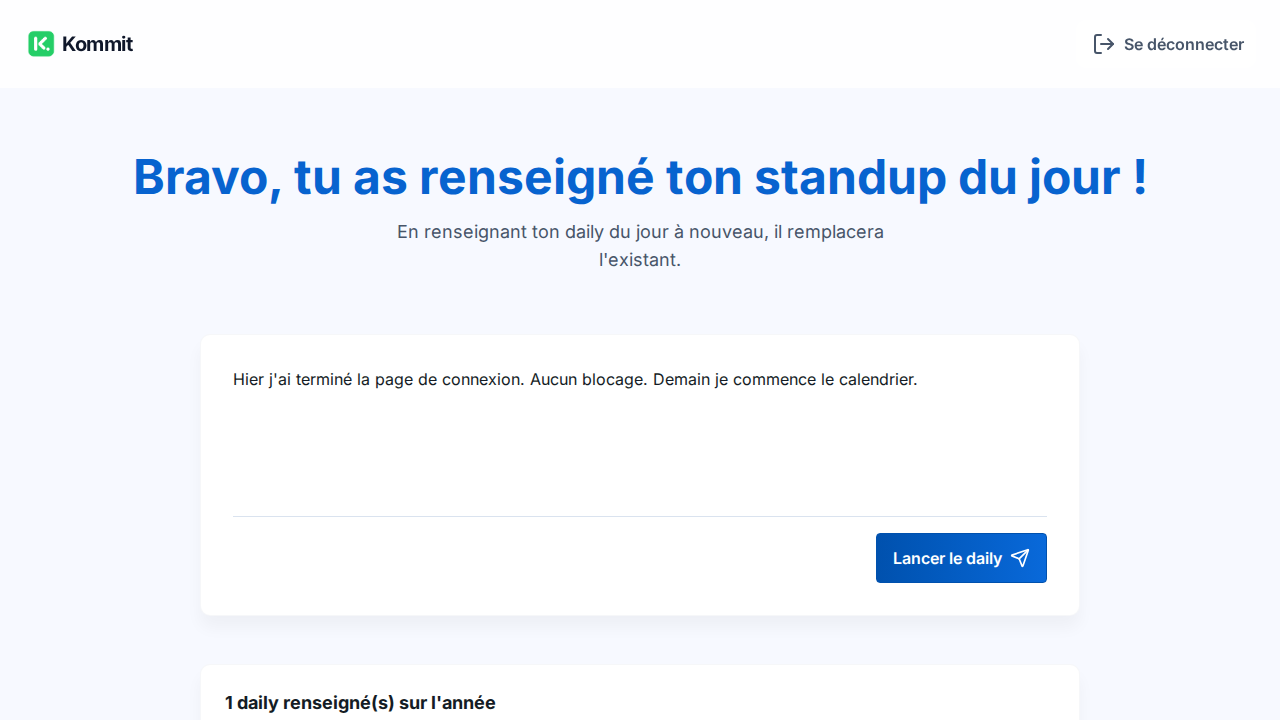 Kommit
Se déconnecter
Bravo, tu as renseigné ton standup du jour !
En renseignant ton daily du jour à nouveau, il remplacera
l'existant.
Hier j'ai terminé la page de connexion. Aucun blocage. Demain je commence le calendrier.
Lancer le daily
1 daily renseigné(s) sur l'année